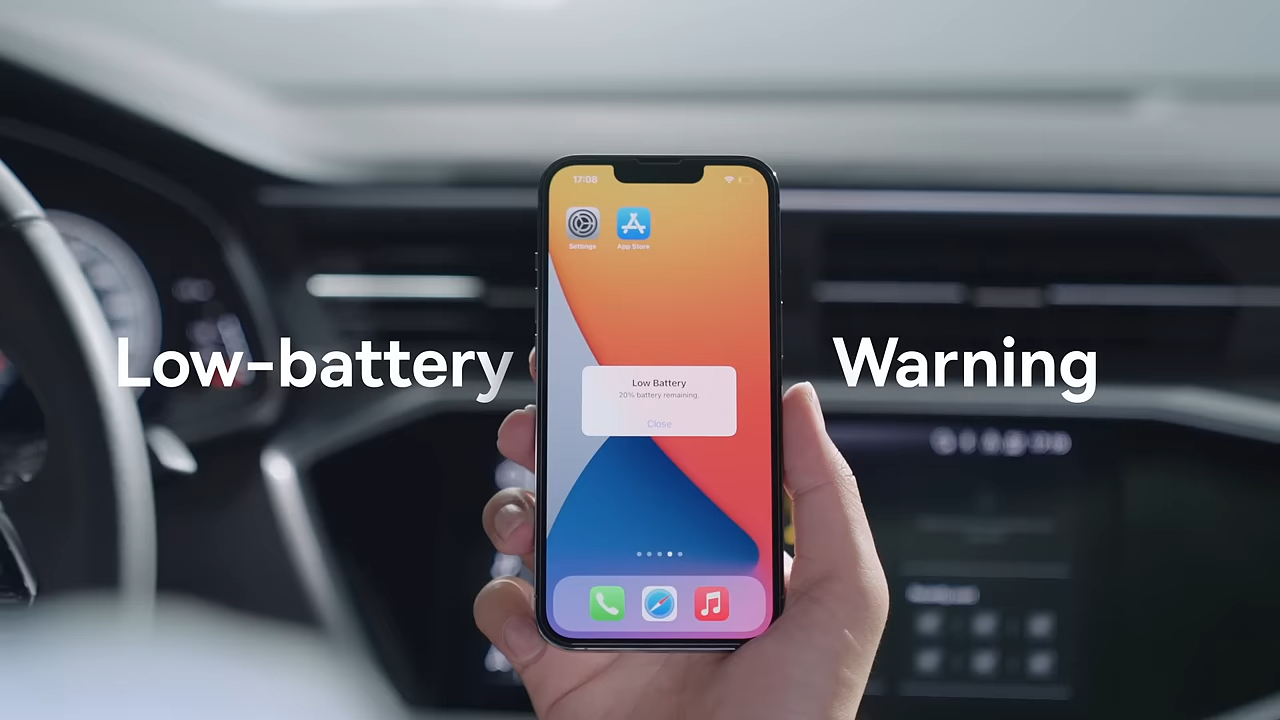 17:08
Settings App Store
Low-battery Warning
Low Battery
20% battery remaining.
Close